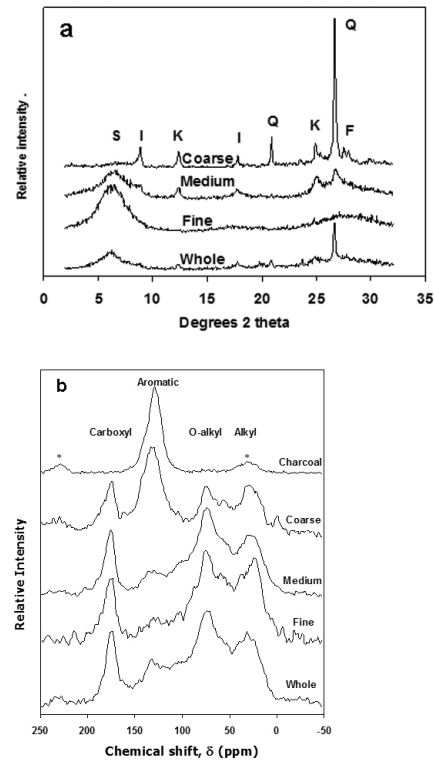 a
Q
S I K I Q K F
Coarse
Medium
Fine
Whole
Relative intensity .
0 5 10 15 20 25 30 35
Degrees 2 theta
b
Aromatic
Carboxyl O-alkyl Alkyl
* *
Charcoal
Coarse
Medium
Fine
Whole
Relative Intensity
250 200 150 100 50 0 -50
Chemical shift, δ (ppm)